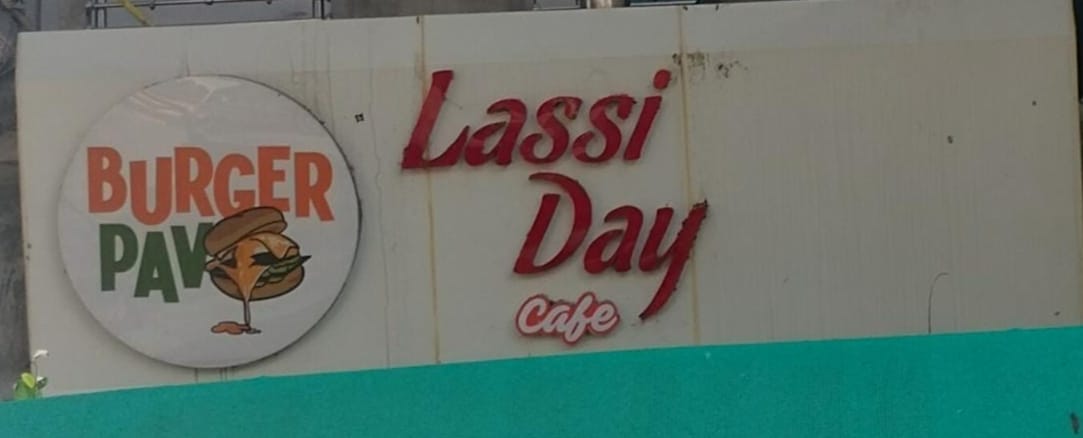 BURGER
PAV
Lassi
Day
Cafe